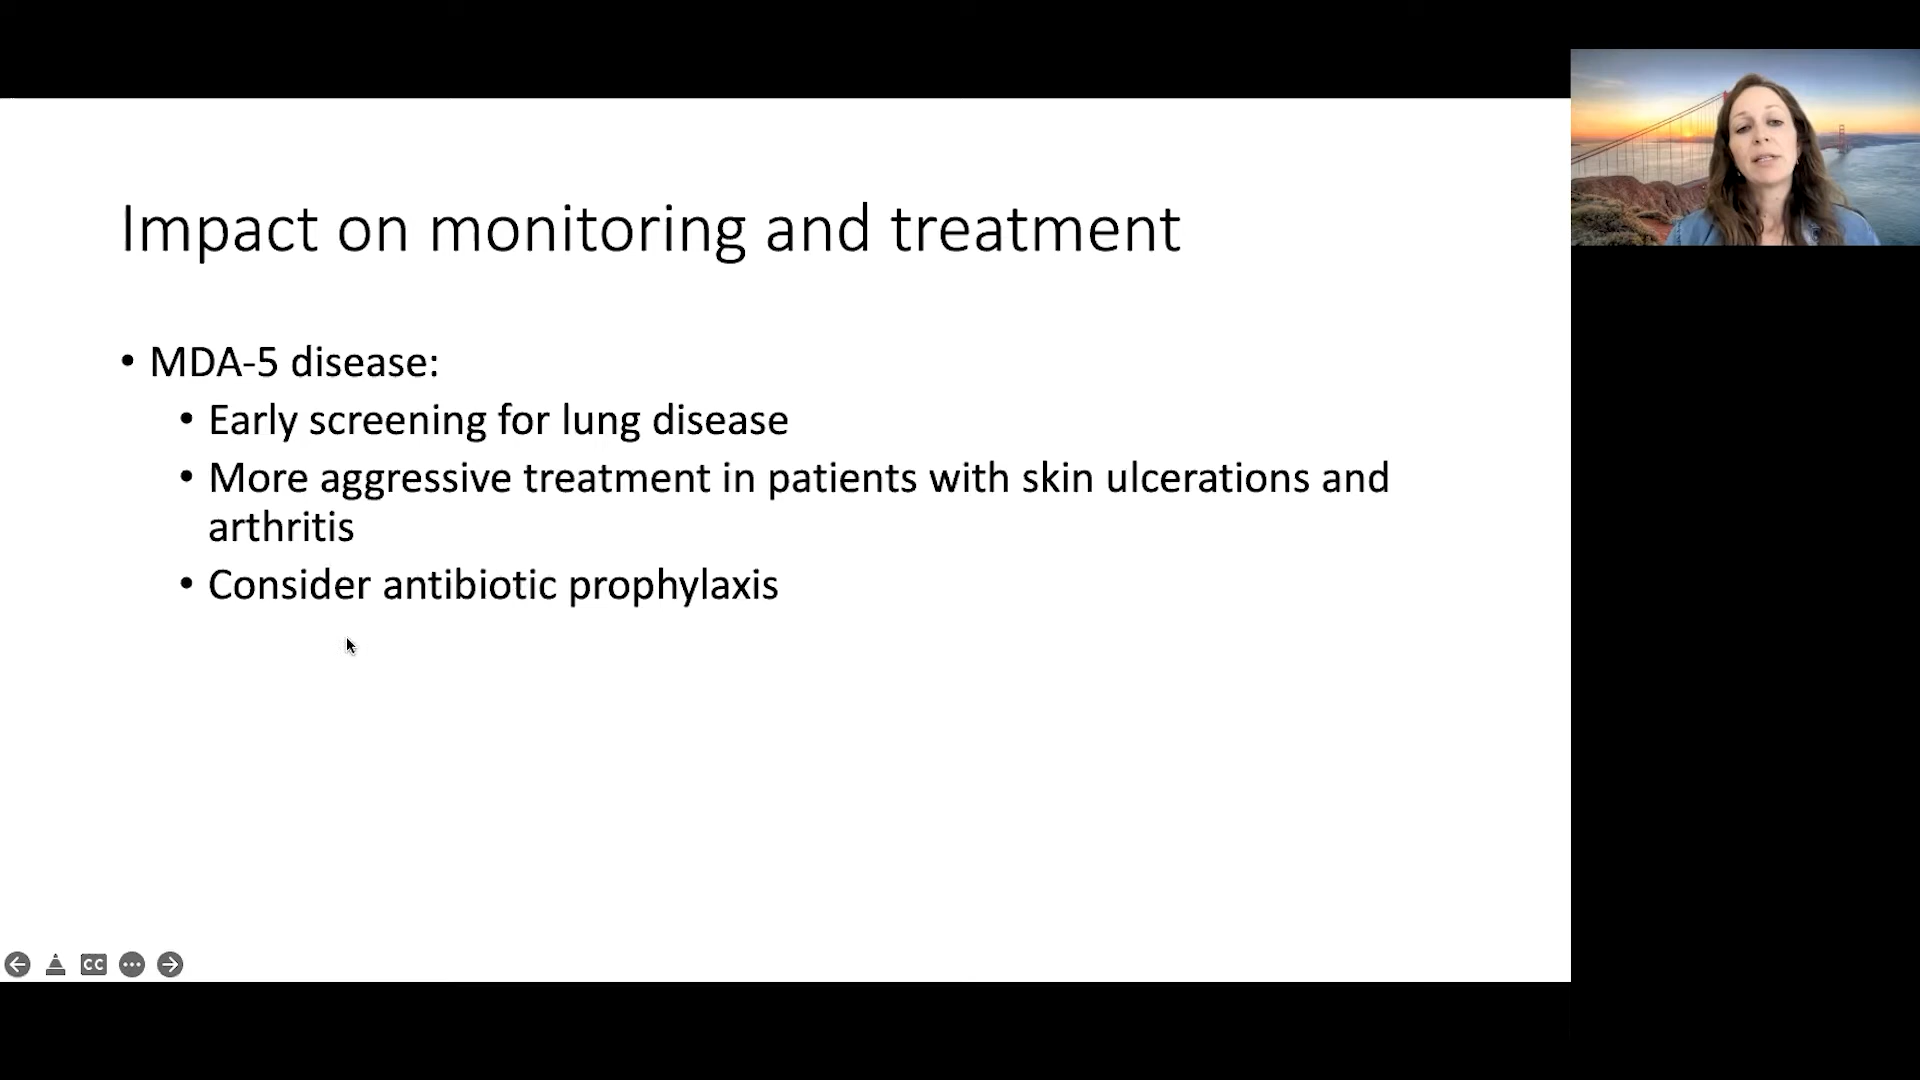 Impact on monitoring and treatment
• MDA-5 disease:
• Early screening for lung disease
• More aggressive treatment in patients with skin ulcerations and
arthritis
• Consider antibiotic prophylaxis
CC